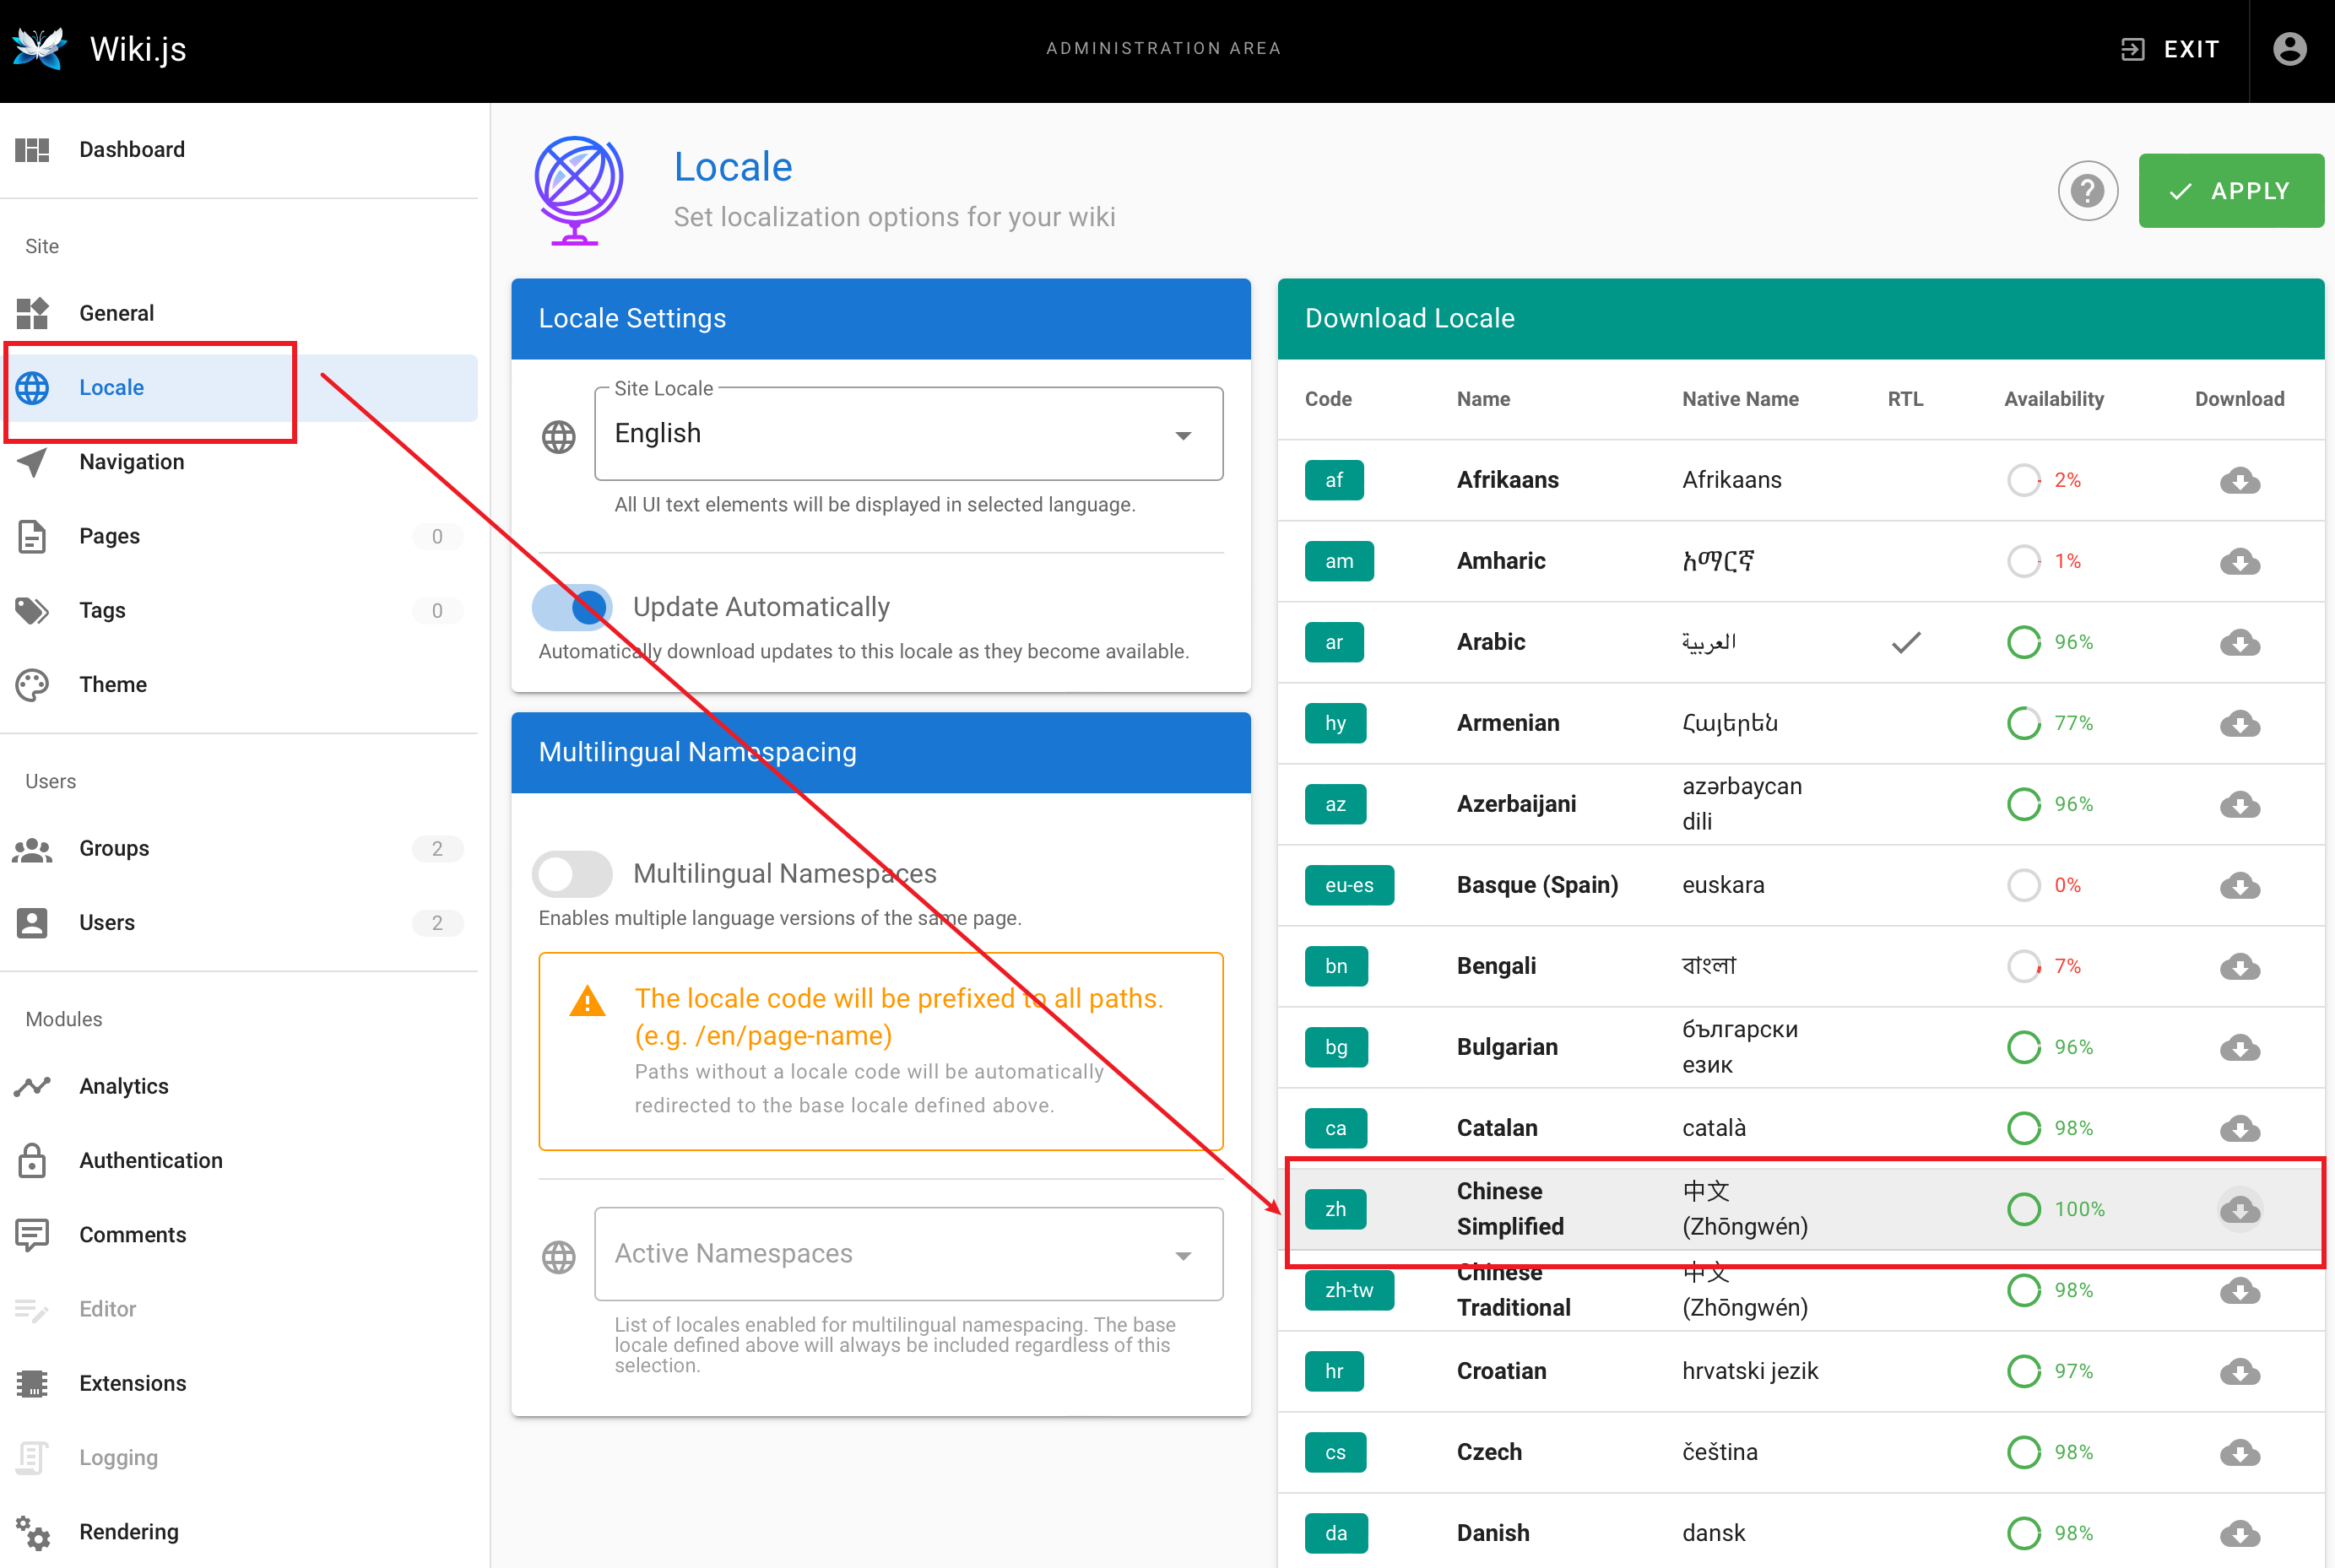 Wiki.js
ADMINISTRATION AREA
EXIT
Dashboard
Site
General
Locale
Navigation
Pages 0
Tags 0
Theme
Users
Groups 2
Users 2
Modules
Analytics
Authentication
Comments
Editor
Extensions
Logging
Rendering
Locale
Set localization options for your wiki
?
APPLY
Locale Settings
Site Locale
English
All UI text elements will be displayed in selected language.
Update Automatically
Automatically download updates to this locale as they become available.
Multilingual Namespacing
Multilingual Namespaces
Enables multiple language versions of the same page.
The locale code will be prefixed to all paths.
(e.g. /en/page-name)
Paths without a locale code will be automatically
redirected to the base locale defined above.
Active Namespaces
List of locales enabled for multilingual namespacing. The base
locale defined above will always be included regardless of this
selection.
Download Locale
Code Name Native Name RTL Availability Download
af Afrikaans Afrikaans 2%
am Amharic አማርኛ 1%
ar Arabic العربية 96%
hy Armenian Հայերեն 77%
az Azerbaijani azərbaycan dili 96%
eu-es Basque (Spain) euskara 0%
bn Bengali বাংলা 7%
bg Bulgarian български език 96%
ca Catalan català 98%
zh Chinese Simplified 中文 (Zhōngwén) 100%
zh-tw Chinese Traditional 中文 (Zhōngwén) 98%
hr Croatian hrvatski jezik 97%
cs Czech čeština 98%
da Danish dansk 98%